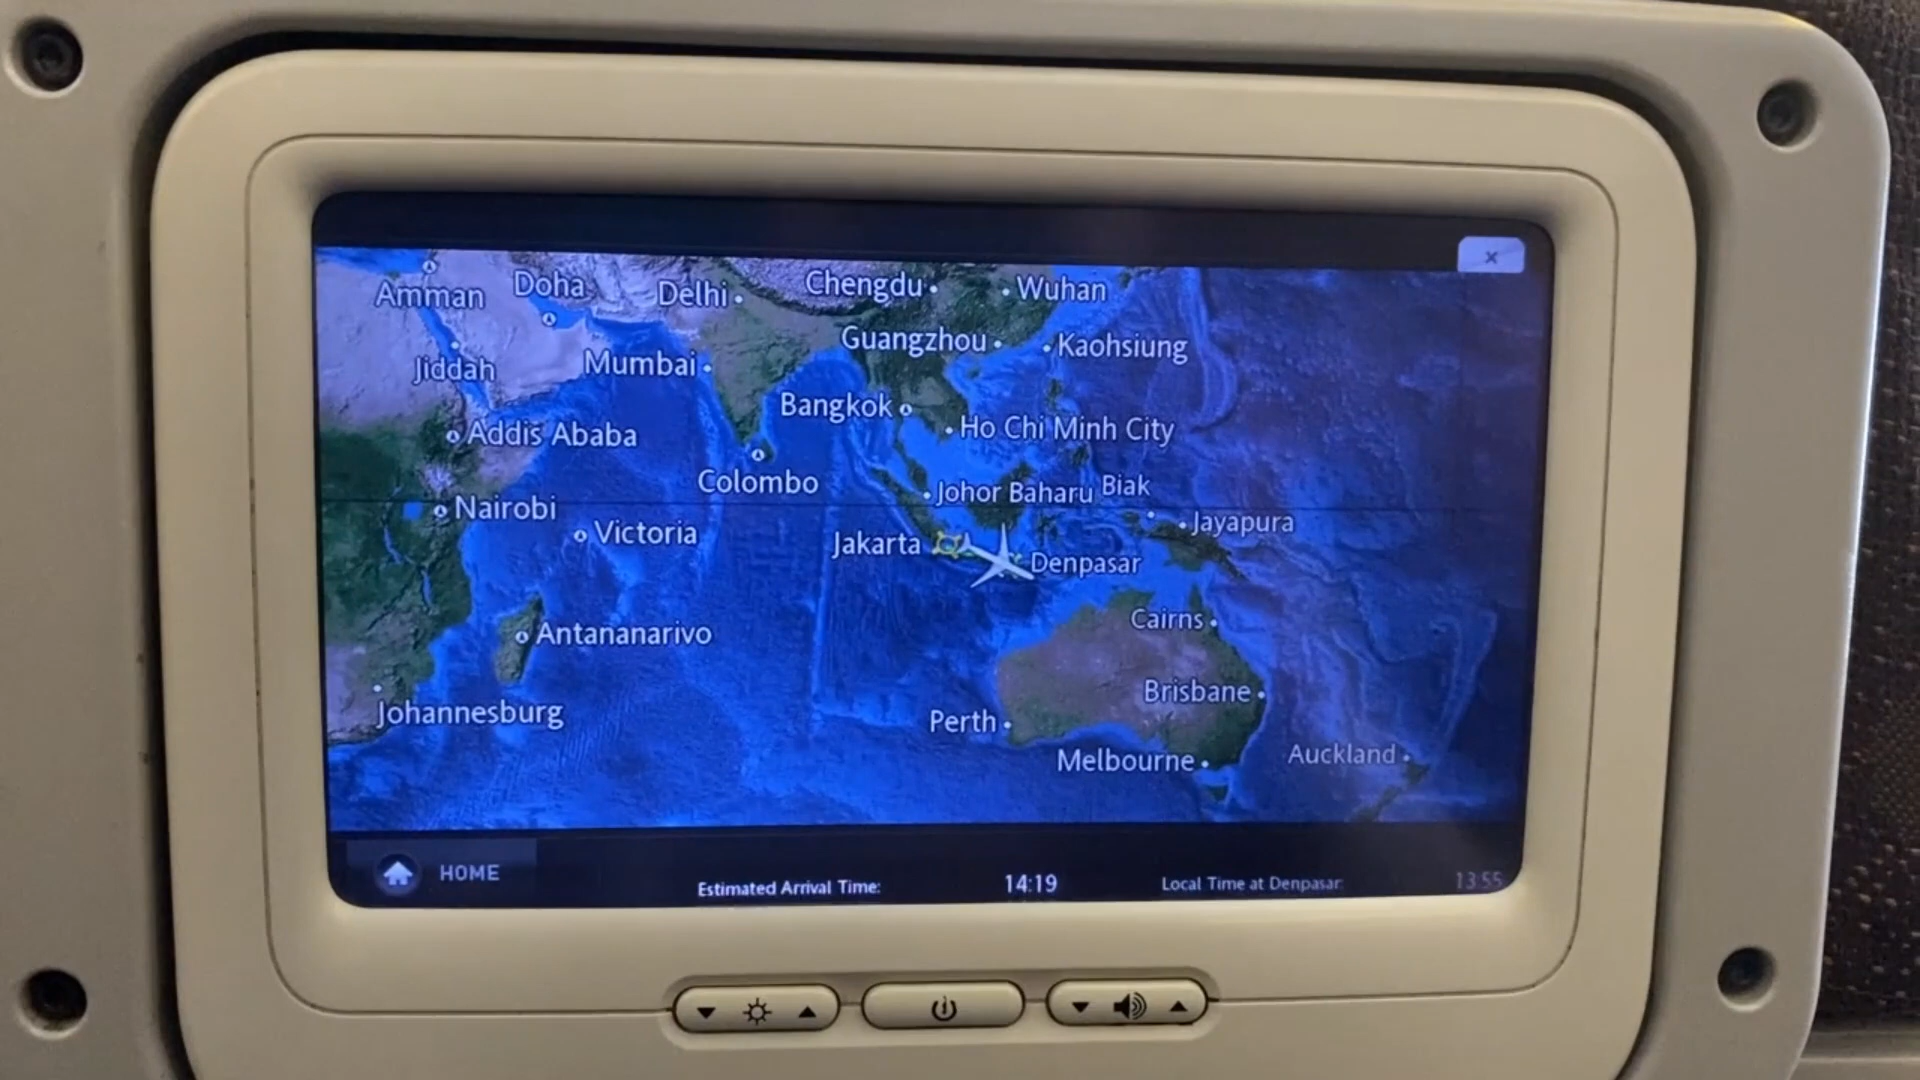 x
Amman
Doha
Delhi
Chengdu
Wuhan
Guangzhou
Kaohsiung
Jiddah
Mumbai
Bangkok
Ho Chi Minh City
Addis Ababa
Colombo
Johor Baharu
Biak
Nairobi
Victoria
Jakarta
Jayapura
Denpasar
Antananarivo
Cairns
Johannesburg
Brisbane
Perth
Melbourne
Auckland
HOME
Estimated Arrival Time: 14:19 Local Time at Denpasar: 13:55